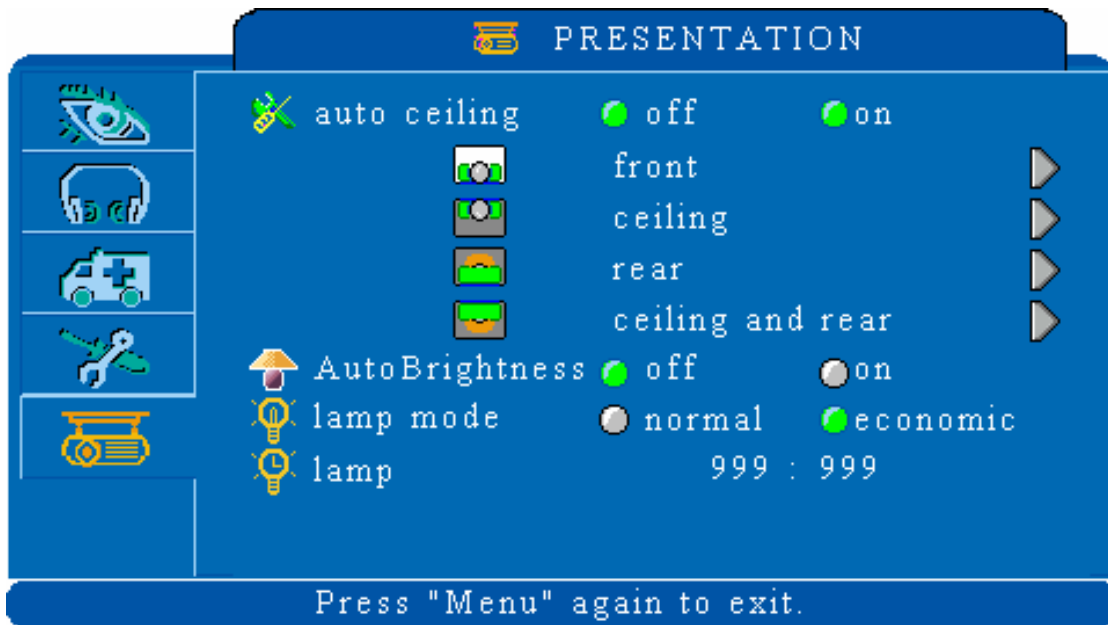 PRESENTATION
auto ceiling off on
front
ceiling
rear
ceiling and rear
AutoBrightness off on
lamp mode normal economic
lamp 999 : 999
Press "Menu" again to exit.